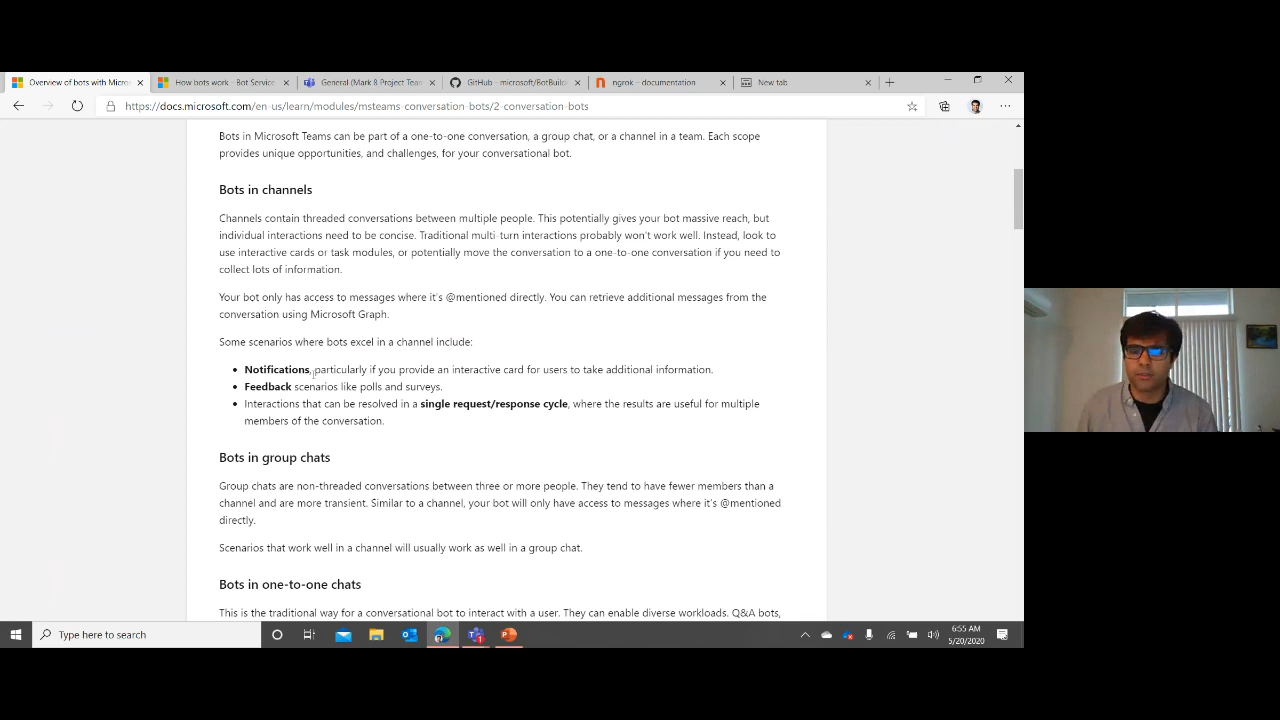 Overview of bots with Micro
How bots work - Bot Service
General (Mark 8 Project Tea
GitHub - microsoft/BotBuil
ngrok – documentation
New tab
https://docs.microsoft.com/en-us/learn/modules/msteams-conversation-bots/2-conversation-bots
Bots in Microsoft Teams can be part of a one-to-one conversation, a group chat, or a channel in a team. Each scope
provides unique opportunities, and challenges, for your conversational bot.
Bots in channels
Channels contain threaded conversations between multiple people. This potentially gives your bot massive reach, but
individual interactions need to be concise. Traditional multi-turn interactions probably won't work well. Instead, look to
use interactive cards or task modules, or potentially move the conversation to a one-to-one conversation if you need to
collect lots of information.
Your bot only has access to messages where it's @mentioned directly. You can retrieve additional messages from the
conversation using Microsoft Graph.
Some scenarios where bots excel in a channel include:
Notifications, particularly if you provide an interactive card for users to take additional information.
Feedback scenarios like polls and surveys.
Interactions that can be resolved in a single request/response cycle, where the results are useful for multiple
members of the conversation.
Bots in group chats
Group chats are non-threaded conversations between three or more people. They tend to have fewer members than a
channel and are more transient. Similar to a channel, your bot will only have access to messages where it's @mentioned
directly.
Scenarios that work well in a channel will usually work as well in a group chat.
Bots in one-to-one chats
This is the traditional way for a conversational bot to interact with a user. They can enable diverse workloads. Q&A bots,
Type here to search
6:55 AM
5/20/2020